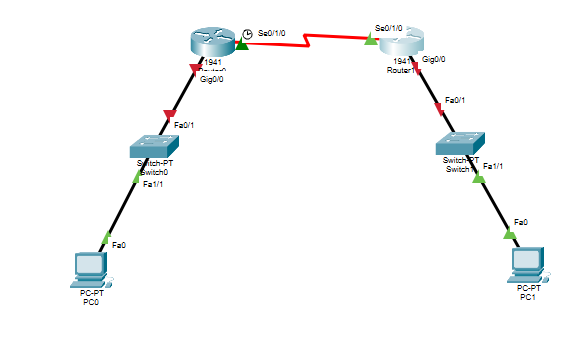 Se0/1/0
Se0/1/0
1941
Router0
Gig0/0
1941
Router1
Gig0/0
Fa0/1
Fa0/1
Switch-PT
Switch0
Fa1/1
Switch-PT
Switch1
Fa1/1
Fa0
Fa0
PC-PT
PC0
PC-PT
PC1